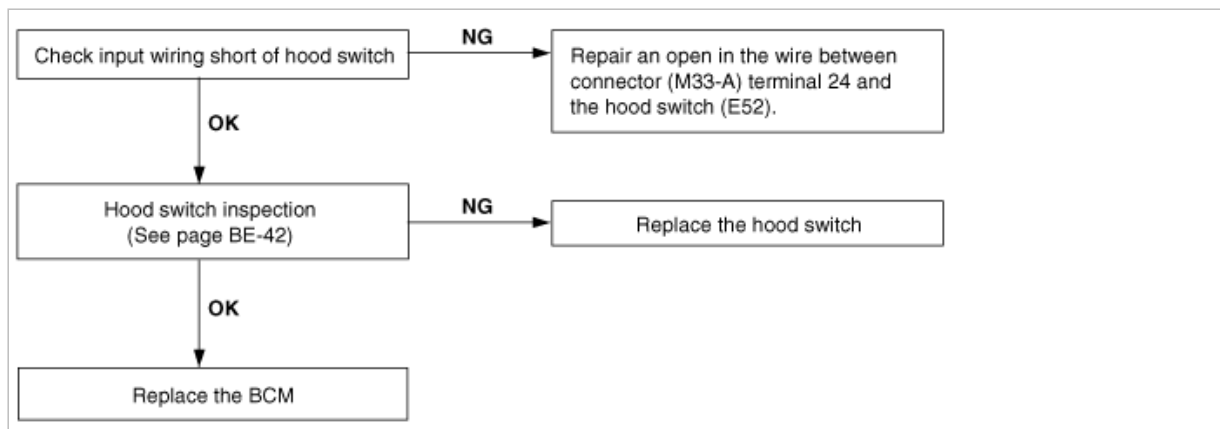 Check input wiring short of hood switch
NG
Repair an open in the wire between
connector (M33-A) terminal 24 and
the hood switch (E52).
OK
Hood switch inspection
(See page BE-42)
NG
Replace the hood switch
OK
Replace the BCM